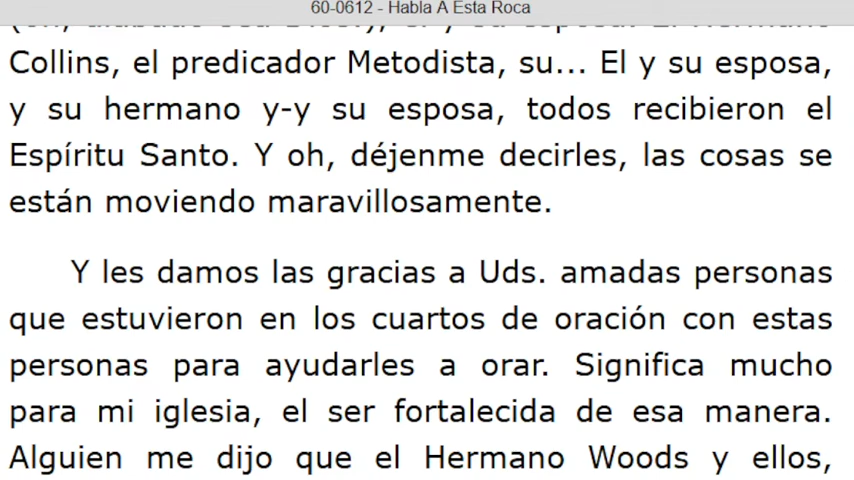 60-0612 - Habla A Esta Roca
Collins, el predicador Metodista, su... El y su esposa,
y su hermano y-y su esposa, todos recibieron el
Espíritu Santo. Y oh, déjenme decirles, las cosas se
están moviendo maravillosamente.
Y les damos las gracias a Uds. amadas personas
que estuvieron en los cuartos de oración con estas
personas para ayudarles a orar. Significa mucho
para mi iglesia, el ser fortalecida de esa manera.
Alguien me dijo que el Hermano Woods y ellos,